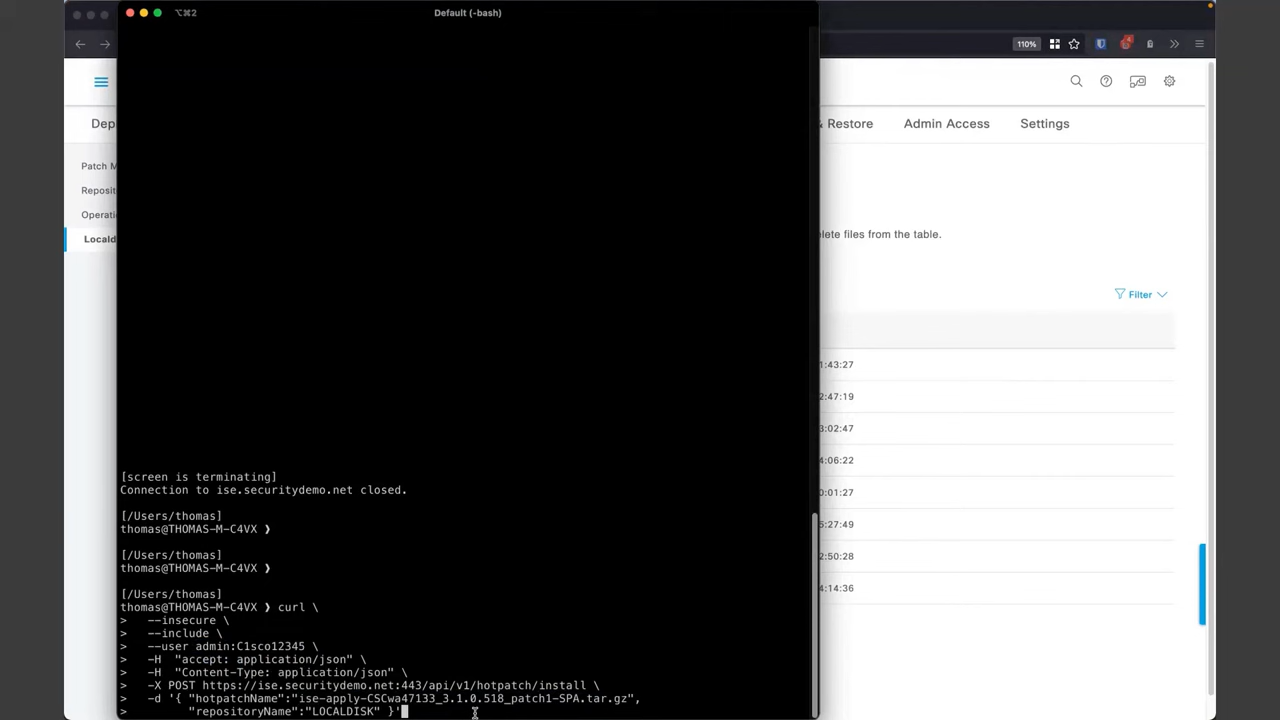 ⌥⌘2
Default (-bash)
110%
4
Dep
& Restore
Admin Access
Settings
Patch M
Reposit
Operati
Locald
lete files from the table.
Filter
1:43:27
2:47:19
3:02:47
4:06:22
0:01:27
5:27:49
2:50:28
4:14:36
[screen is terminating]
Connection to ise.securitydemo.net closed.
[/Users/thomas]
thomas@THOMAS-M-C4VX ❯
[/Users/thomas]
thomas@THOMAS-M-C4VX ❯
[/Users/thomas]
thomas@THOMAS-M-C4VX ❯ curl \
> --insecure \
> --include \
> --user admin:C1sco12345 \
> -H "accept: application/json" \
> -H "Content-Type: application/json" \
> -X POST https://ise.securitydemo.net:443/api/v1/hotpatch/install \
> -d '{ "hotpatchName":"ise-apply-CSCwa47133_3.1.0.518_patch1-SPA.tar.gz",
> "repositoryName":"LOCALDISK" }'